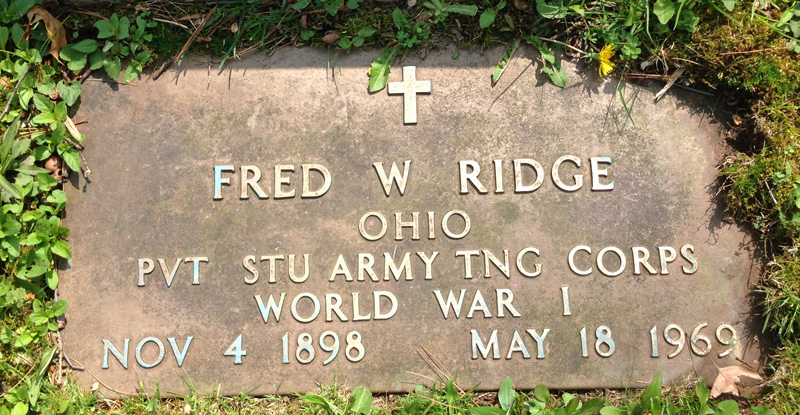 FRED W RIDGE
OHIO
PVT STU ARMY TNG CORPS
WORLD WAR I
NOV 4 1898 MAY 18 1969